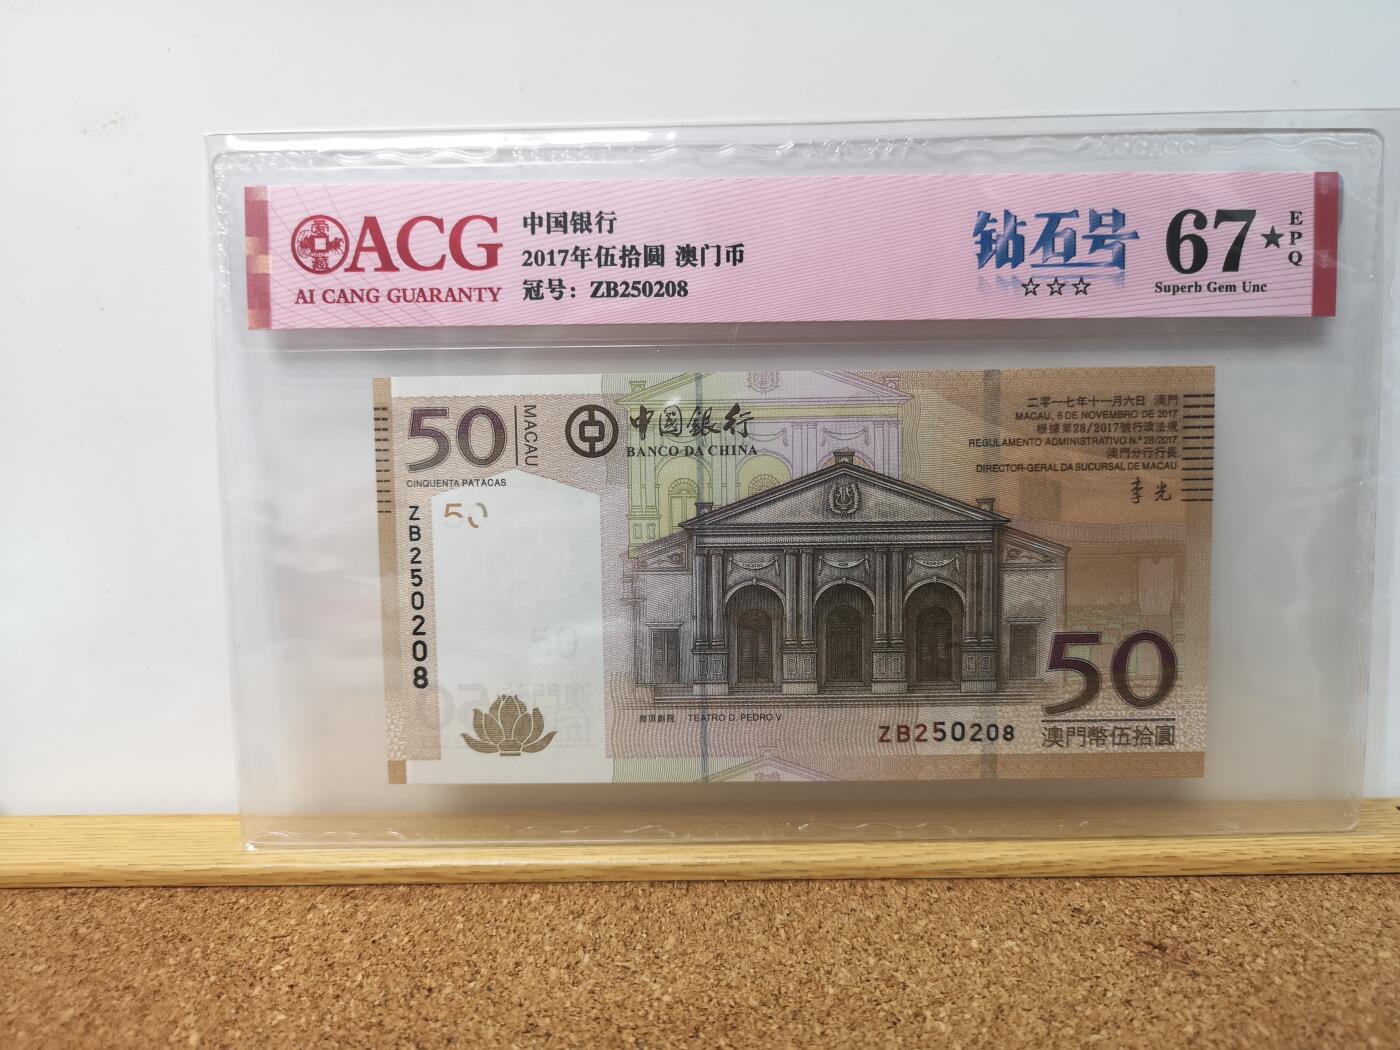 ACG
AI CANG GUARANTY
中国银行
2017年伍拾圆 澳门币
冠号：ZB250208
钻石号
☆☆☆
67★
EPQ
Superb Gem Unc
50
MACAU
CINQUENTA PATACAS
中國銀行
BANCO DA CHINA
二零一七年十一月六日 澳門
MACAU, 6 DE NOVEMBRO DE 2017
根據第28/2017號行政法規
REGULAMENTO ADMINISTRATIVO N.º 28/2017
澳門分行行長
DIRECTOR-GERAL DA SUCURSAL DE MACAU
李光
50
ZB250208
崗頂劇院 TEATRO D. PEDRO V
ZB250208
50
澳門幣伍拾圓